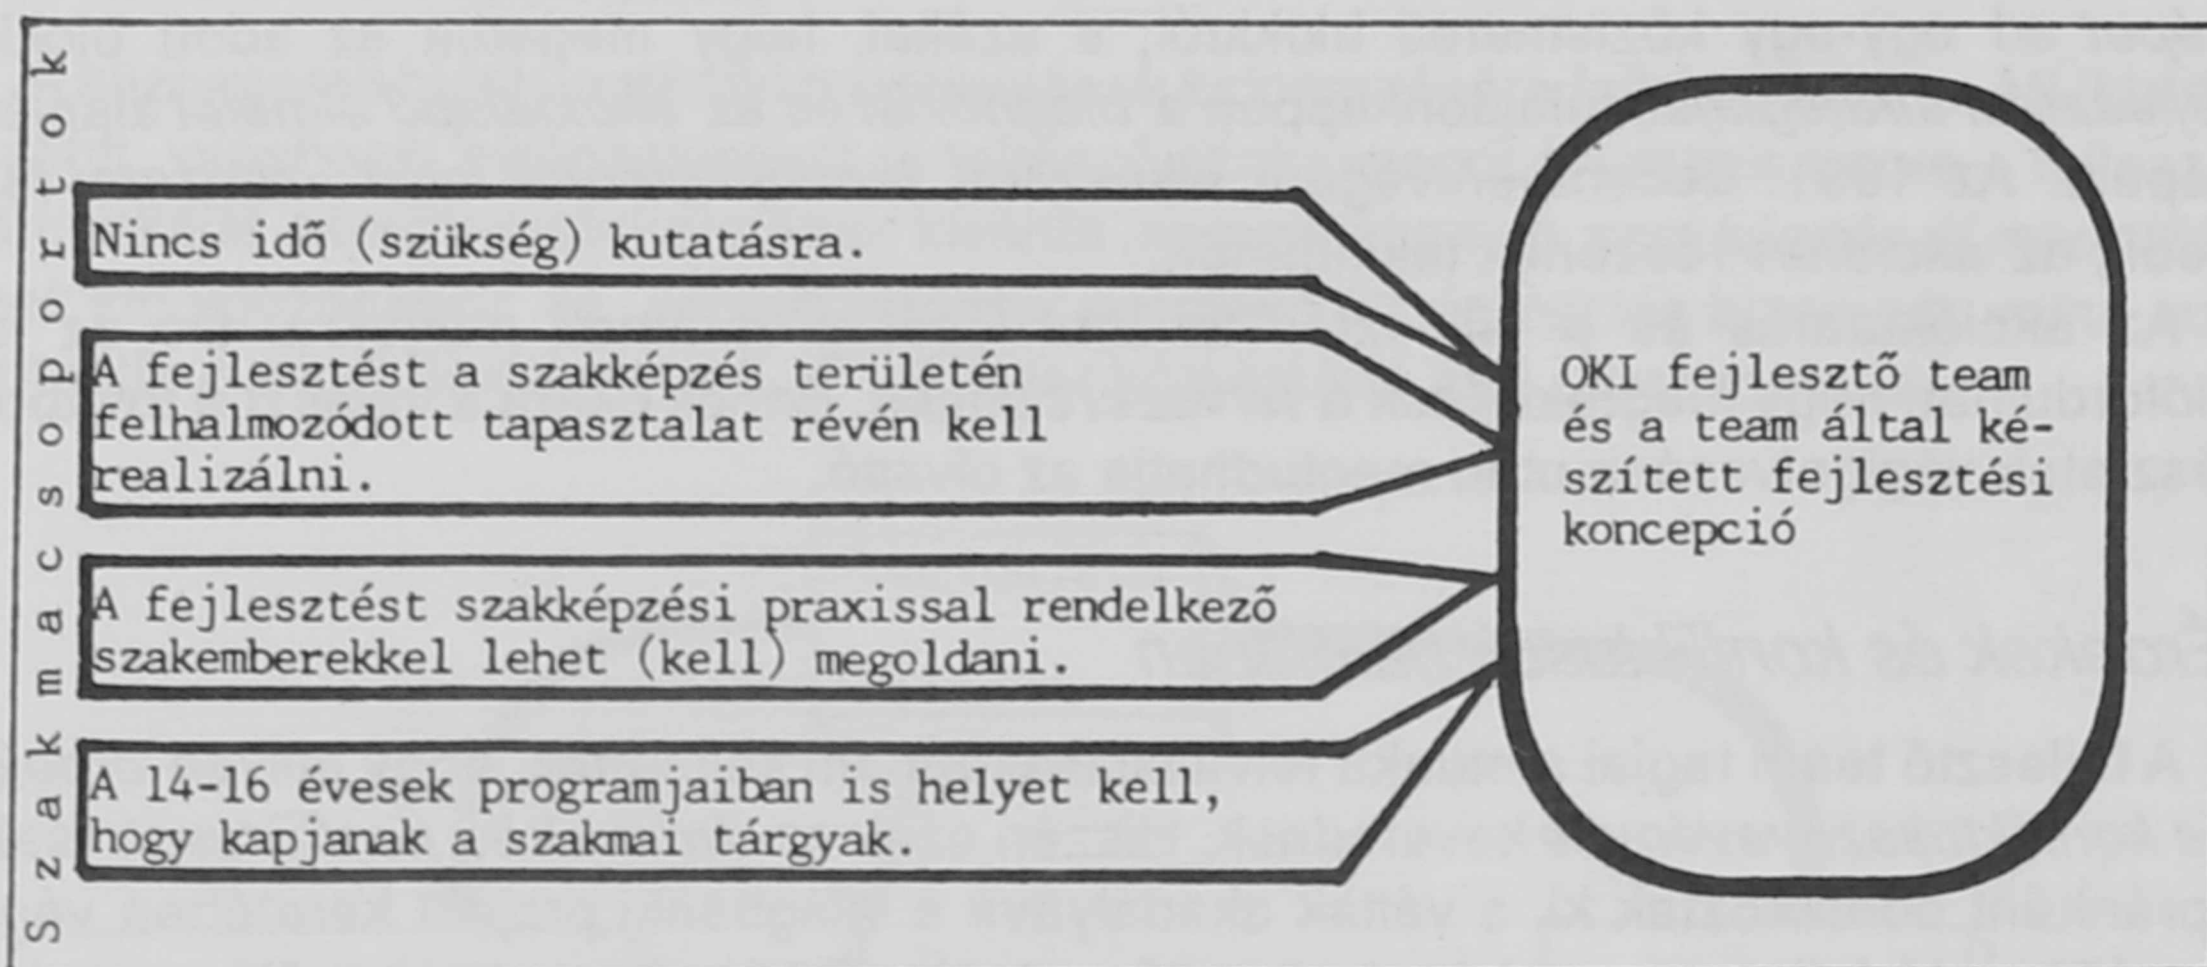 Szakmacsoportok
Nincs idő (szükség) kutatásra.
A fejlesztést a szakképzés területén
felhalmozódott tapasztalat révén kell
realizálni.
A fejlesztést szakképzési praxissal rendelkező
szakemberekkel lehet (kell) megoldani.
A 14-16 évesek programjaiban is helyet kell,
hogy kapjanak a szakmai tárgyak.
OKI fejlesztő team
és a team által ké-
szített fejlesztési
koncepció